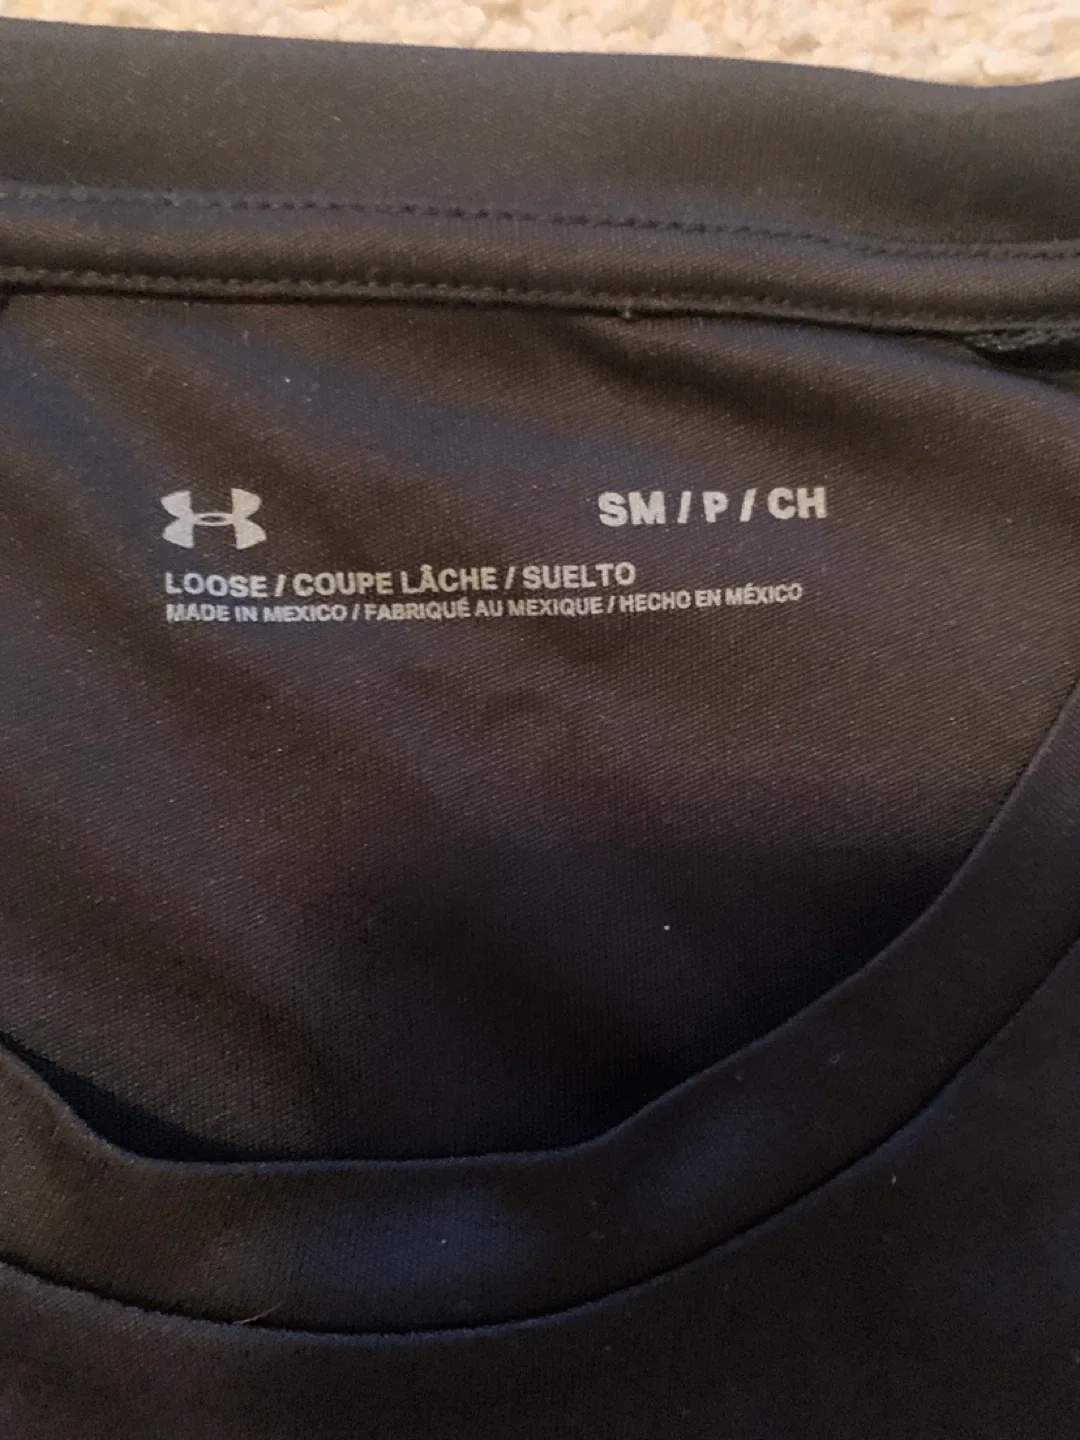 SM / P / CH
LOOSE / COUPE LÂCHE / SUELTO
MADE IN MEXICO / FABRIQUÉ AU MEXIQUE / HECHO EN MÉXICO